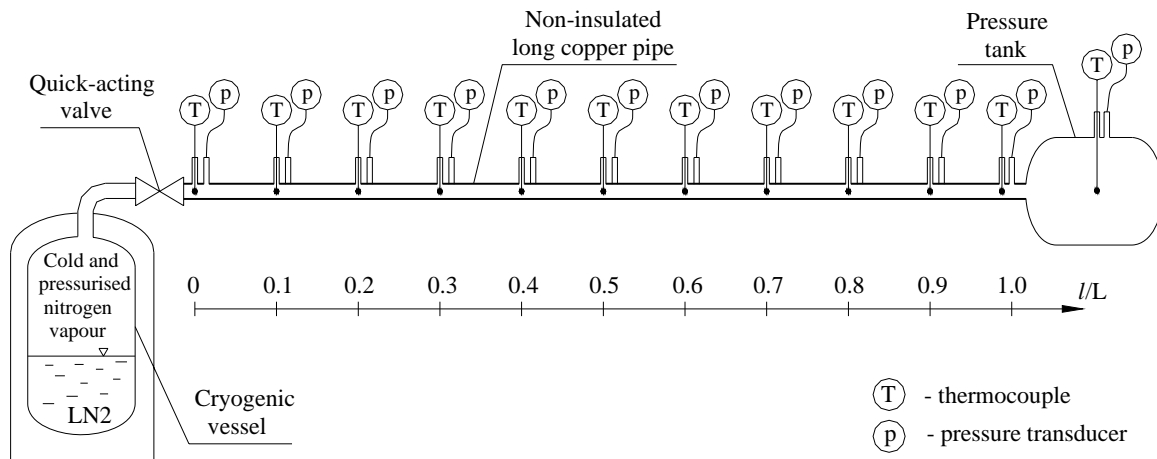 Non-insulated
long copper pipe
Pressure
tank
Quick-acting
valve
T p T p T p T p T p T p T p T p T p T p T p T p
Cold and
pressurised
nitrogen
vapour
LN2
Cryogenic
vessel
0 0.1 0.2 0.3 0.4 0.5 0.6 0.7 0.8 0.9 1.0 l/L
T - thermocouple
p - pressure transducer